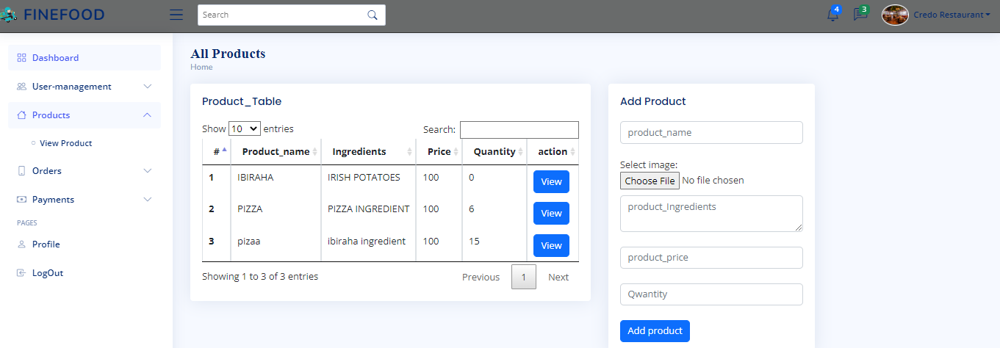 FINEFOOD
Search
4
3
Credo Restaurant
Dashboard
User-management
Products
View Product
Orders
Payments
PAGES
Profile
LogOut
All Products
Home
Product_Table
Show 10 entries
Search:
# Product_name Ingredients Price Quantity action
1 IBIRAHA IRISH POTATOES 100 0 View
2 PIZZA PIZZA INGREDIENT 100 6 View
3 pizaa ibiraha ingredient 100 15 View
Showing 1 to 3 of 3 entries
Previous 1 Next
Add Product
product_name
Select image:
Choose File No file chosen
product_Ingredients
product_price
Qwantity
Add product